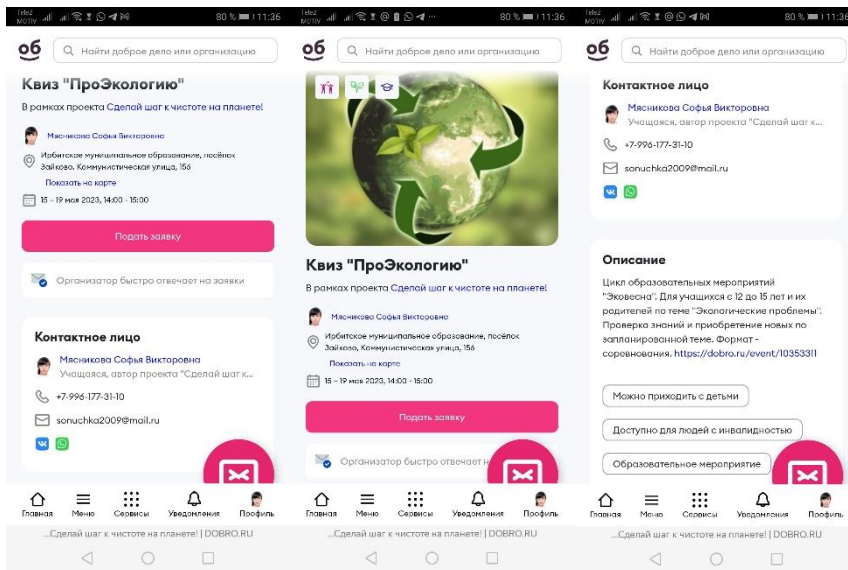 Tele2
MOTIV
80 % 11:36
об
Найти доброе дело или организацию
Квиз "ПроЭкологию"
В рамках проекта Сделай шаг к чистоте на планете!
Мясникова Софья Викторовна
Ирбитское муниципальное образование, посёлок
Зайково, Коммунистическая улица, 156
Показать на карте
15 – 19 мая 2023, 14:00 - 15:00
Подать заявку
Организатор быстро отвечает на заявки
Контактное лицо
Мясникова Софья Викторовна
Учащаяся, автор проекта "Сделай шаг к...
+7-996-177-31-10
sonuchka2009@mail.ru
Главная Меню Сервисы Уведомления Профиль
...Сделай шаг к чистоте на планете! | DOBRO.RU
Tele2
MOTIV
80 % 11:36
об
Найти доброе дело или организацию
Квиз "ПроЭкологию"
В рамках проекта Сделай шаг к чистоте на планете!
Мясникова Софья Викторовна
Ирбитское муниципальное образование, посёлок
Зайково, Коммунистическая улица, 156
Показать на карте
15 – 19 мая 2023, 14:00 - 15:00
Подать заявку
Организатор быстро отвечает н
Главная Меню Сервисы Уведомления Профиль
...Сделай шаг к чистоте на планете! | DOBRO.RU
Tele2
MOTIV
80 % 11:36
об
Найти доброе дело или организацию
Контактное лицо
Мясникова Софья Викторовна
Учащаяся, автор проекта "Сделай шаг к...
+7-996-177-31-10
sonuchka2009@mail.ru
Описание
Цикл образовательных мероприятий
"Эковесна". Для учащихся с 12 до 15 лет и их
родителей по теме "Экологические проблемы".
Проверка знаний и приобретение новых по
запланированной теме. Формат -
соревнования. https://dobro.ru/event/10353311
Можно приходить с детьми
Доступно для людей с инвалидностью
Образовательное мероприятие
Главная Меню Сервисы Уведомления Профиль
...Сделай шаг к чистоте на планете! | DOBRO.RU